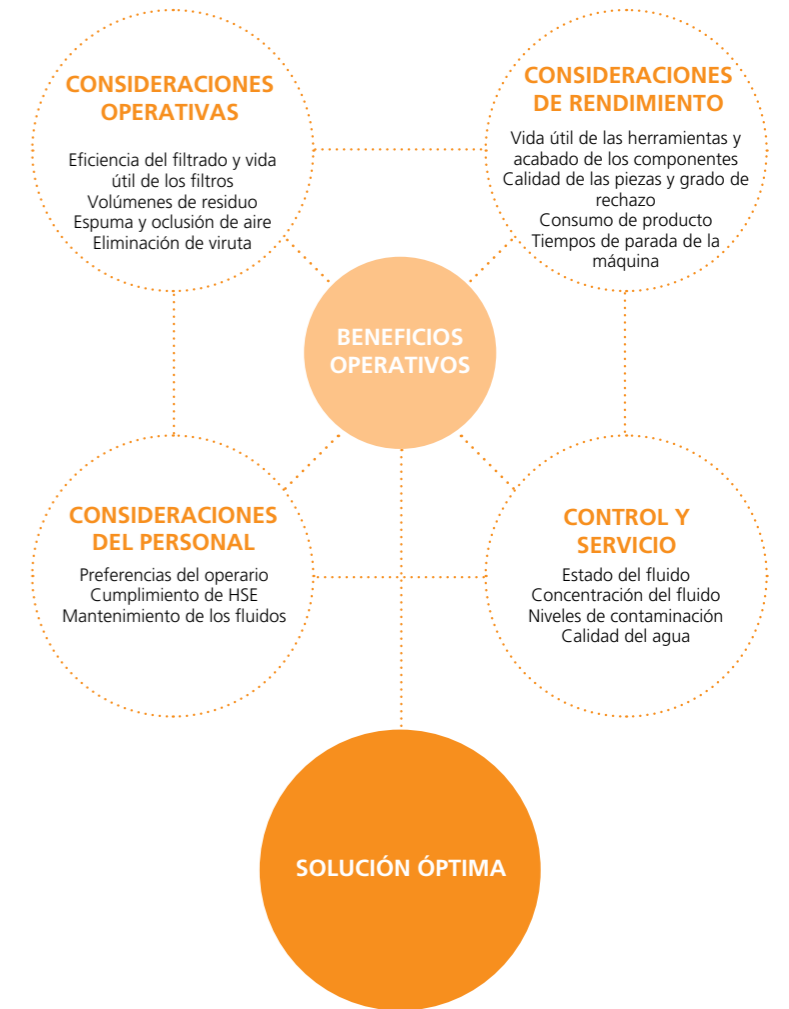 CONSIDERACIONES
OPERATIVAS
Eficiencia del filtrado y vida
útil de los filtros
Volúmenes de residuo
Espuma y oclusión de aire
Eliminación de viruta
CONSIDERACIONES
DE RENDIMIENTO
Vida útil de las herramientas y
acabado de los componentes
Calidad de las piezas y grado de
rechazo
Consumo de producto
Tiempos de parada de la
máquina
BENEFICIOS
OPERATIVOS
CONSIDERACIONES
DEL PERSONAL
Preferencias del operario
Cumplimiento de HSE
Mantenimiento de los fluidos
CONTROL Y
SERVICIO
Estado del fluido
Concentración del fluido
Niveles de contaminación
Calidad del agua
SOLUCIÓN ÓPTIMA